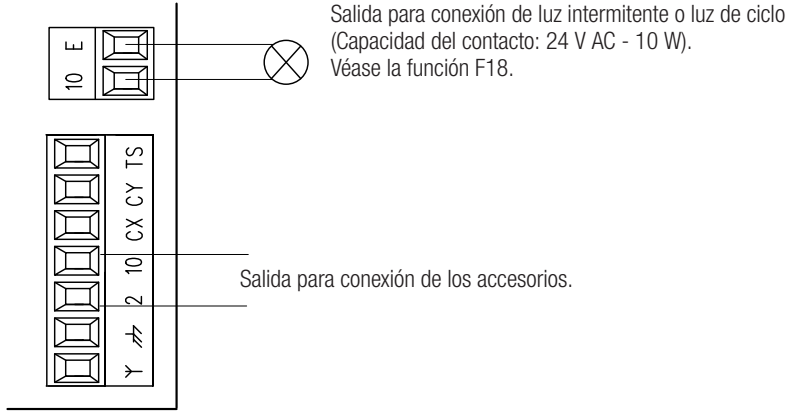 Salida para conexión de luz intermitente o luz de ciclo
(Capacidad del contacto: 24 V AC - 10 W).
Véase la función F18.
10 E
TS
CY
CX
10
Salida para conexión de los accesorios.
2